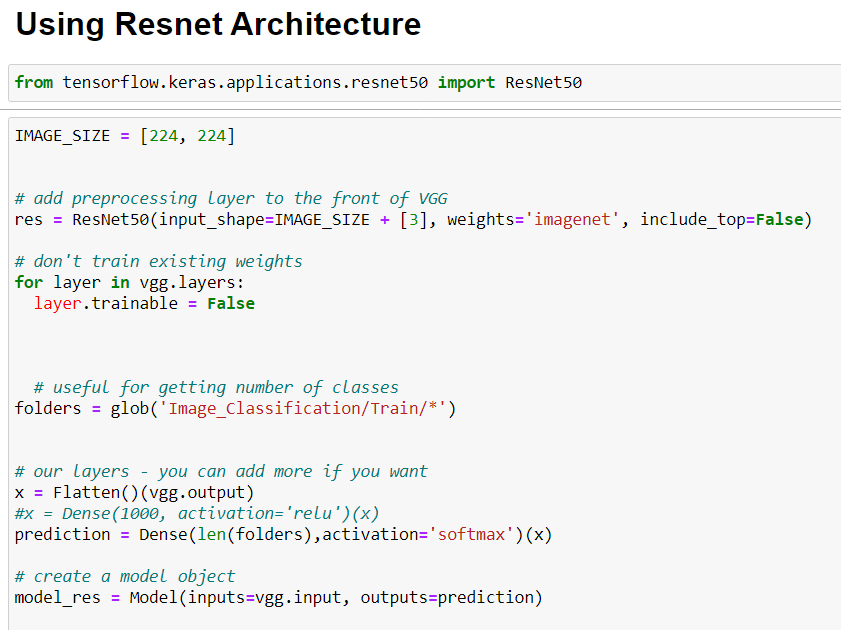 Using Resnet Architecture
from tensorflow.keras.applications.resnet50 import ResNet50
IMAGE_SIZE = [224, 224]
# add preprocessing layer to the front of VGG
res = ResNet50(input_shape=IMAGE_SIZE + [3], weights='imagenet', include_top=False)
# don't train existing weights
for layer in vgg.layers:
  layer.trainable = False
  # useful for getting number of classes
folders = glob('Image_Classification/Train/*')
# our layers - you can add more if you want
x = Flatten()(vgg.output)
#x = Dense(1000, activation='relu')(x)
prediction = Dense(len(folders),activation='softmax')(x)
# create a model object
model_res = Model(inputs=vgg.input, outputs=prediction)